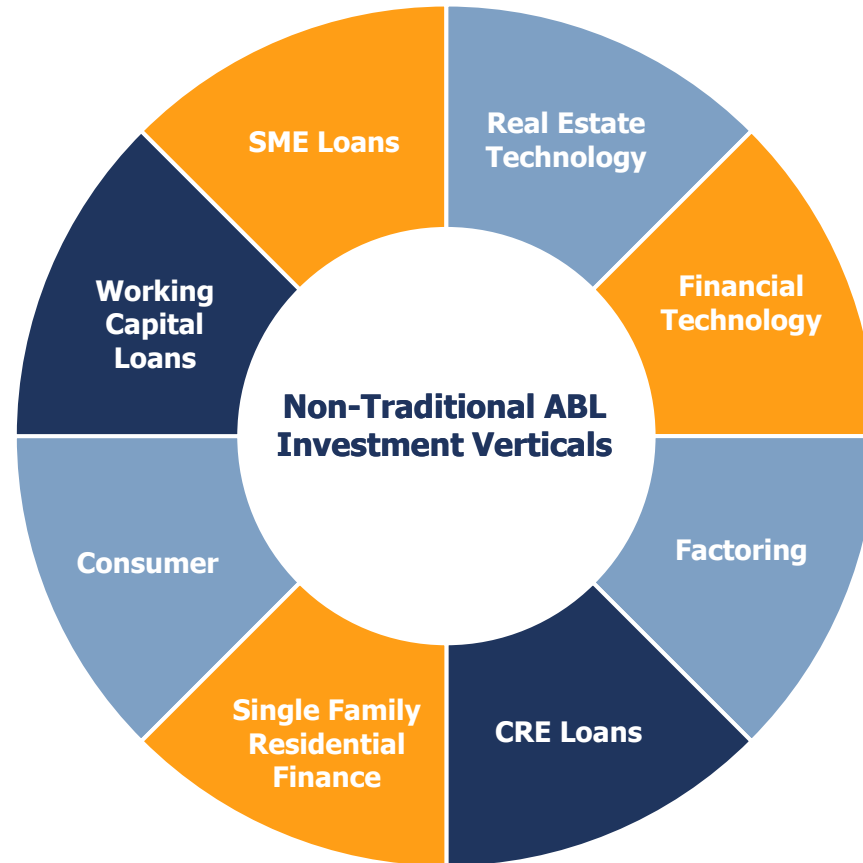 SME Loans
Real Estate
Technology
Financial
Technology
Factoring
CRE Loans
Single Family
Residential
Finance
Consumer
Working
Capital
Loans
Non-Traditional ABL
Investment Verticals